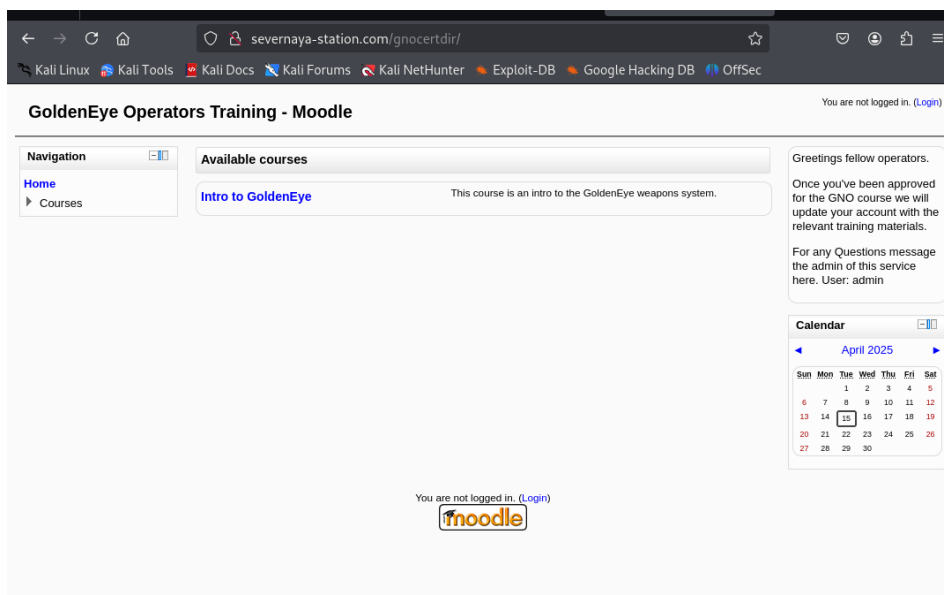 severnaya-station.com/gnocertdir/
Kali Linux Kali Tools Kali Docs Kali Forums Kali NetHunter Exploit-DB Google Hacking DB OffSec
GoldenEye Operators Training - Moodle
You are not logged in. (Login)
Navigation
Home
Courses
Available courses
Intro to GoldenEye
This course is an intro to the GoldenEye weapons system.
Greetings fellow operators.
Once you've been approved
for the GNO course we will
update your account with the
relevant training materials.
For any Questions message
the admin of this service
here. User: admin
Calendar
◄ April 2025 ►
Sun Mon Tue Wed Thu Fri Sat
1 2 3 4 5
6 7 8 9 10 11 12
13 14 15 16 17 18 19
20 21 22 23 24 25 26
27 28 29 30
You are not logged in. (Login)
moodle